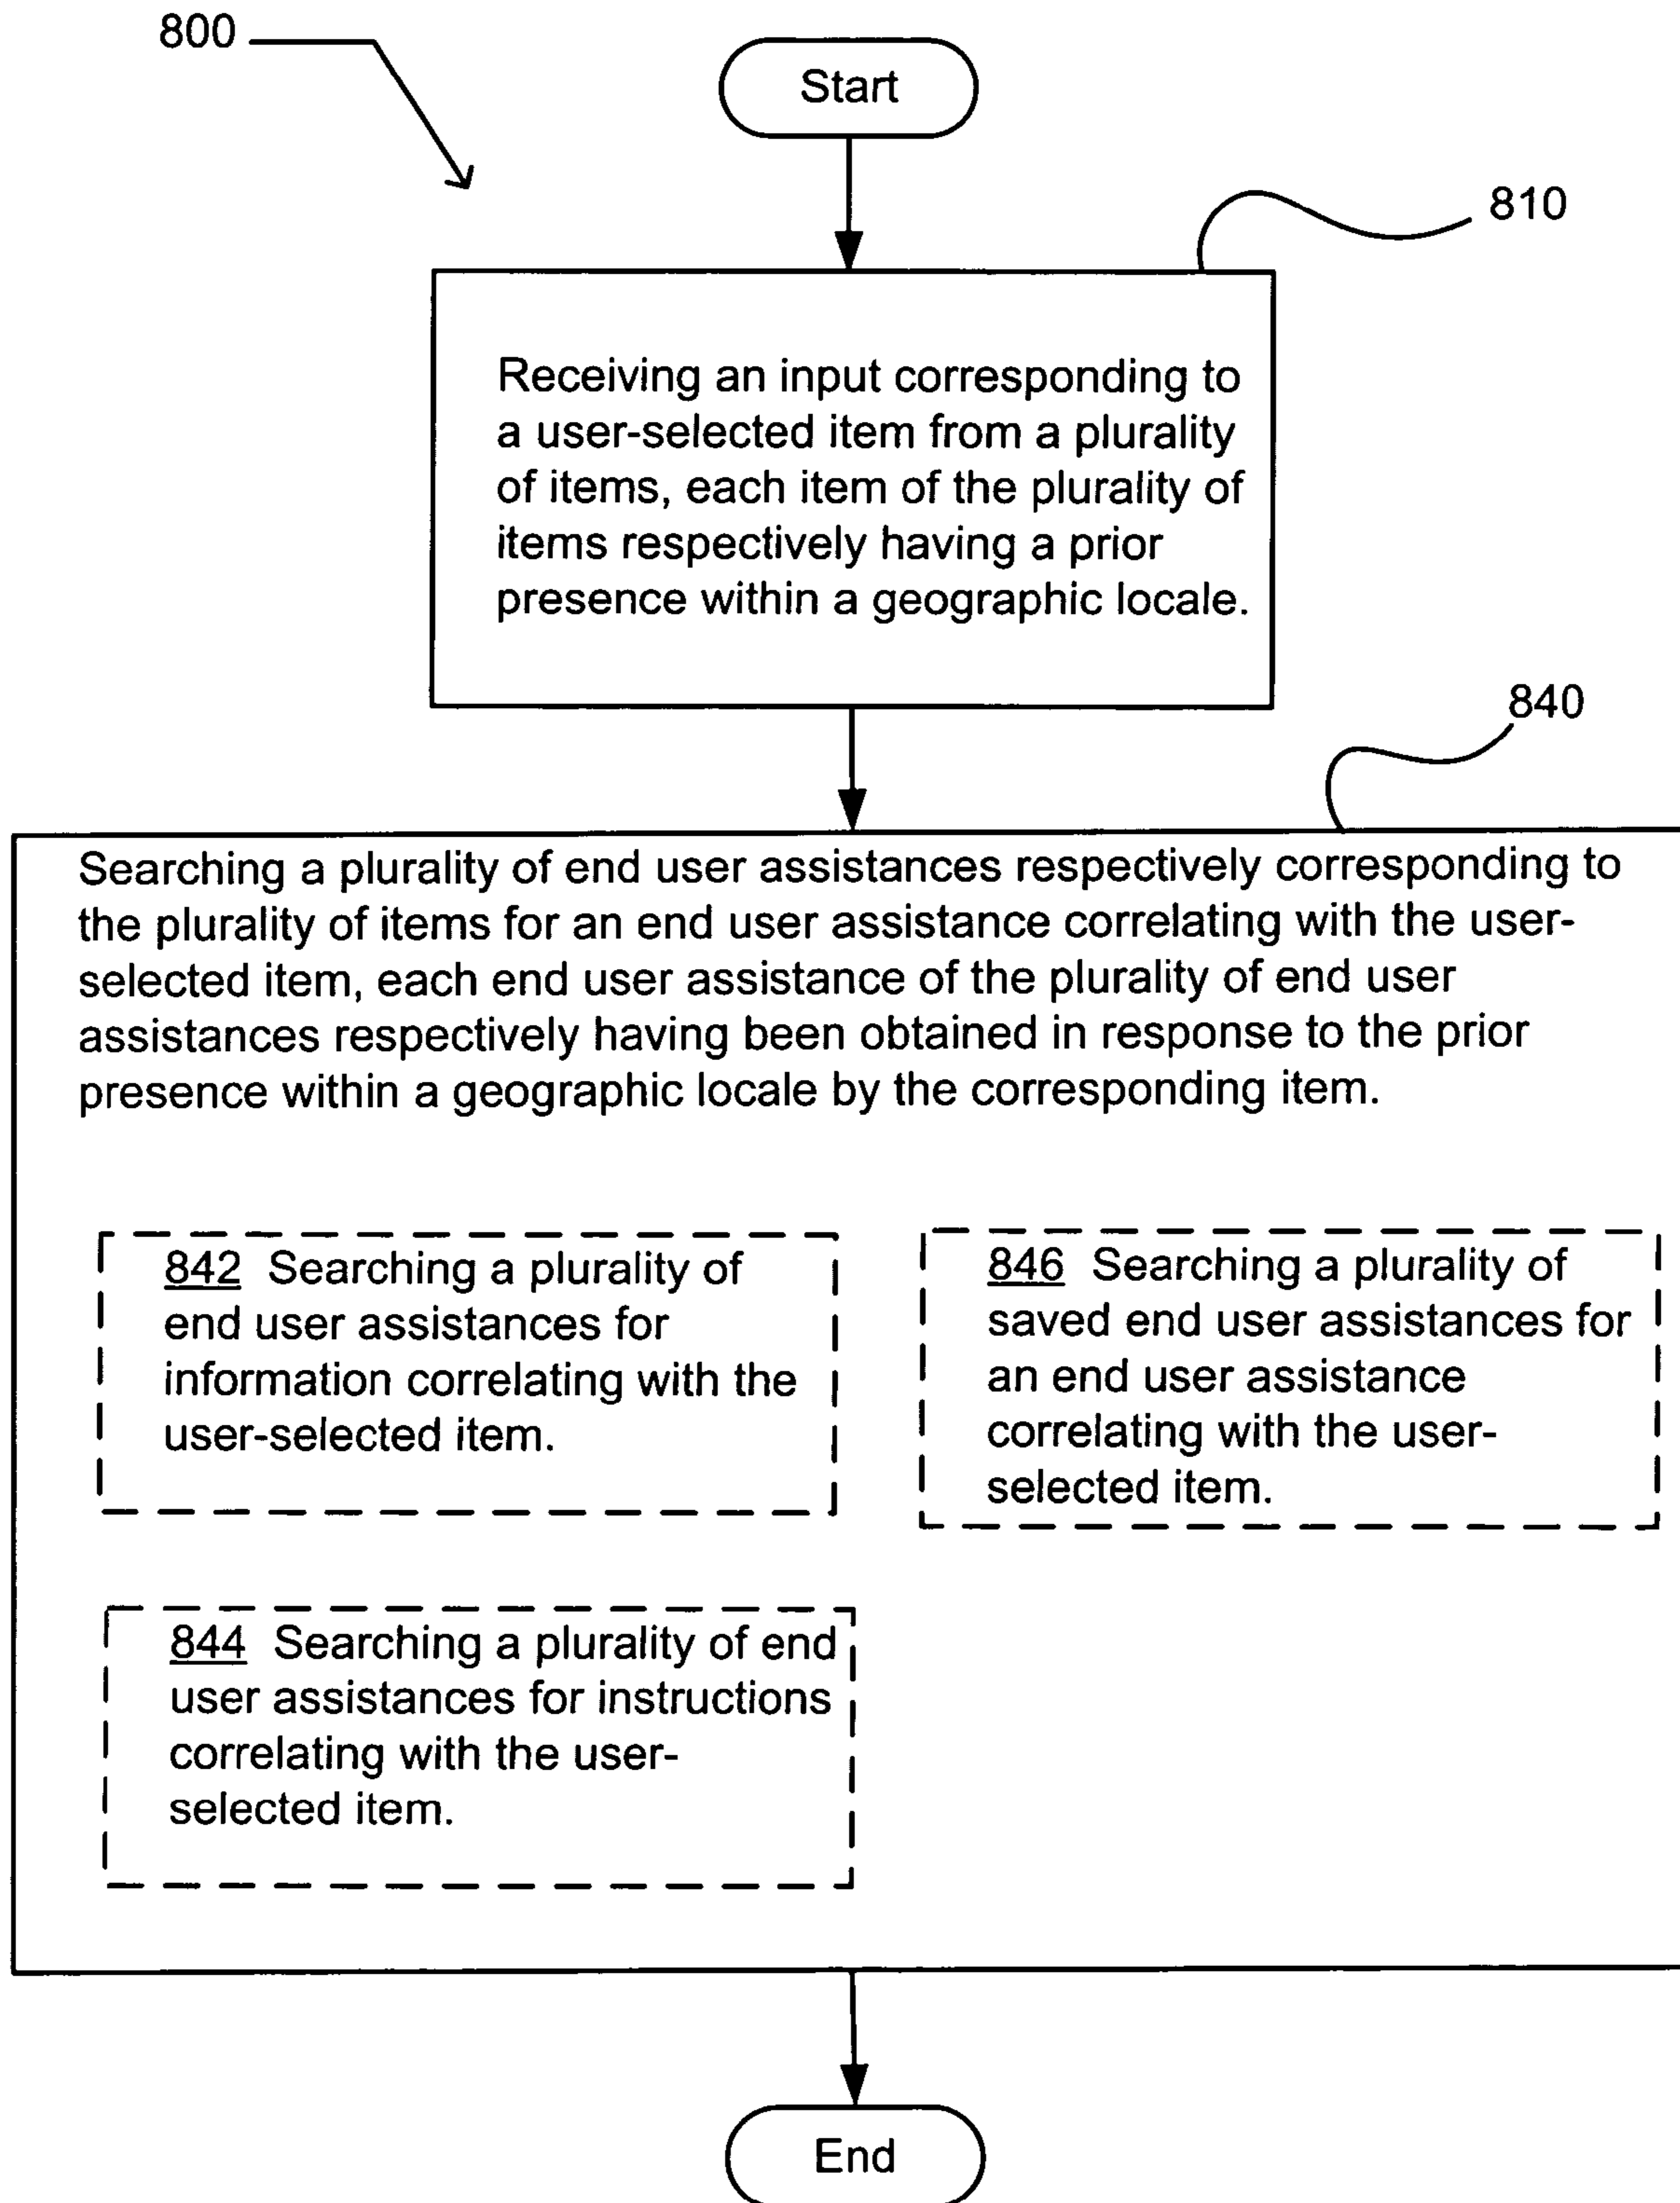 800
Start
810
Receiving an input corresponding to
a user-selected item from a plurality
of items, each item of the plurality of
items respectively having a prior
presence within a geographic locale.
840
Searching a plurality of end user assistances respectively corresponding to
the plurality of items for an end user assistance correlating with the user-
selected item, each end user assistance of the plurality of end user
assistances respectively having been obtained in response to the prior
presence within a geographic locale by the corresponding item.
842 Searching a plurality of
end user assistances for
information correlating with the
user-selected item.
846 Searching a plurality of
saved end user assistances for
an end user assistance
correlating with the user-
selected item.
844 Searching a plurality of end
user assistances for instructions
correlating with the user-
selected item.
End